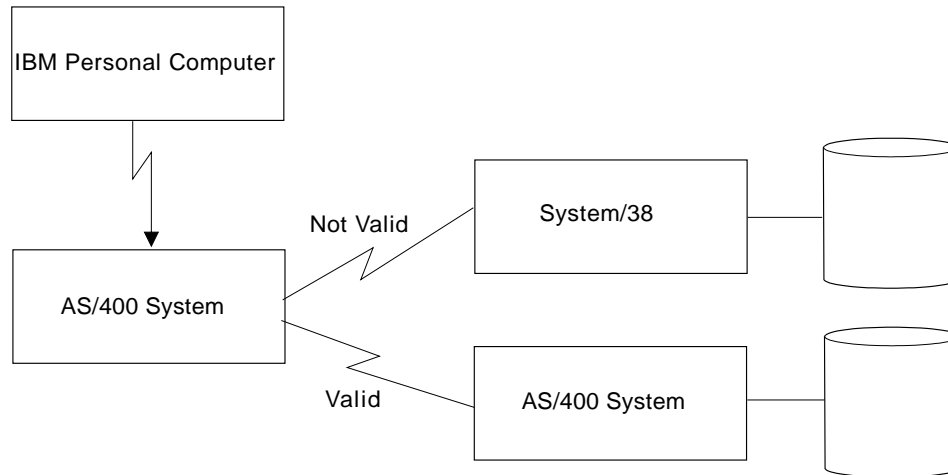 IBM Personal Computer
System/38
Not Valid
AS/400 System
Valid
AS/400 System